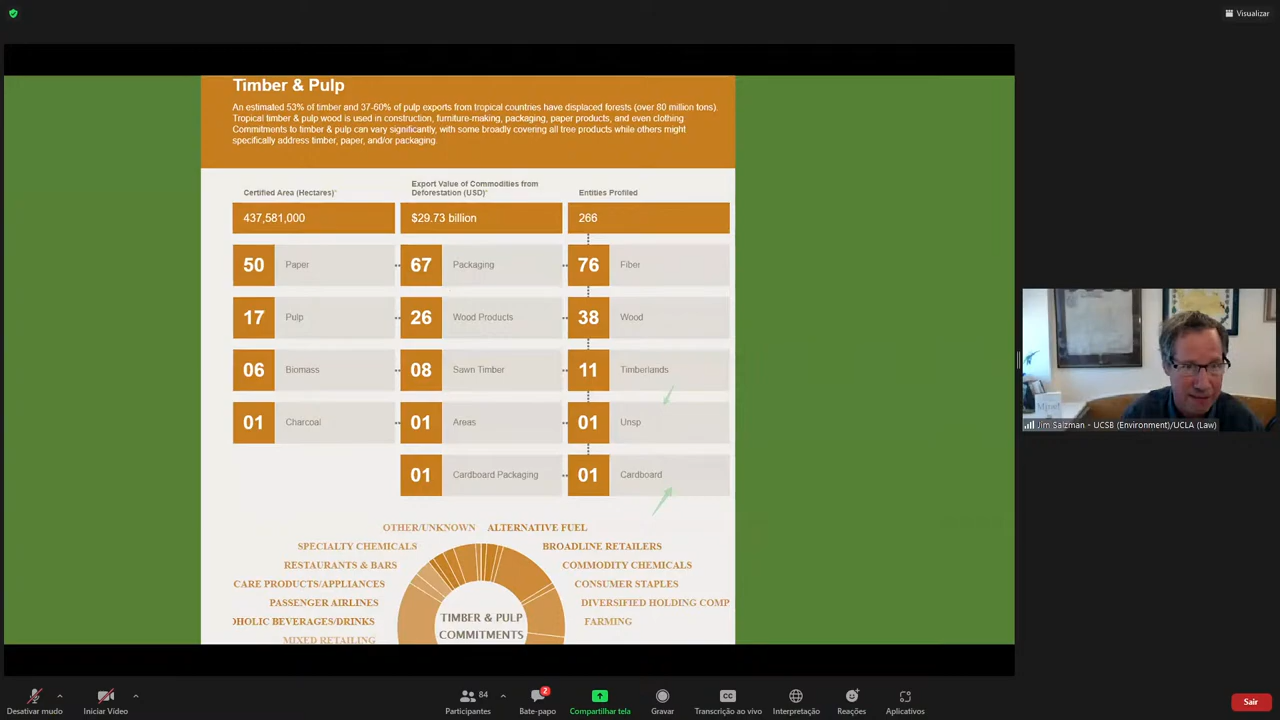 Visualizar
Timber & Pulp
An estimated 53% of timber and 37-60% of pulp exports from tropical countries have displaced forests (over 80 million tons).
Tropical timber & pulp wood is used in construction, furniture-making, packaging, paper products, and even clothing
Commitments to timber & pulp can vary significantly, with some broadly covering all tree products while others might
specifically address timber, paper, and/or packaging.
Certified Area (Hectares)*
Export Value of Commodities from
Deforestation (USD)*
Entities Profiled
437,581,000
$29.73 billion
266
50 Paper
67 Packaging
76 Fiber
17 Pulp
26 Wood Products
38 Wood
06 Biomass
08 Sawn Timber
11 Timberlands
01 Charcoal
01 Areas
01 Unsp
01 Cardboard Packaging
01 Cardboard
OTHER/UNKNOWN
ALTERNATIVE FUEL
SPECIALTY CHEMICALS
BROADLINE RETAILERS
RESTAURANTS & BARS
COMMODITY CHEMICALS
CARE PRODUCTS/APPLIANCES
CONSUMER STAPLES
PASSENGER AIRLINES
DIVERSIFIED HOLDING COMP
OHOLIC BEVERAGES/DRINKS
FARMING
MIXED RETAILING
TIMBER & PULP
COMMITMENTS
Jim Salzman - UCSB (Environment)/UCLA (Law)
Desativar mudo
Iniciar Vídeo
84
Participantes
2
Bate-papo
Compartilhar tela
Gravar
CC
Transcrição ao vivo
Interpretação
Reações
Aplicativos
Sair